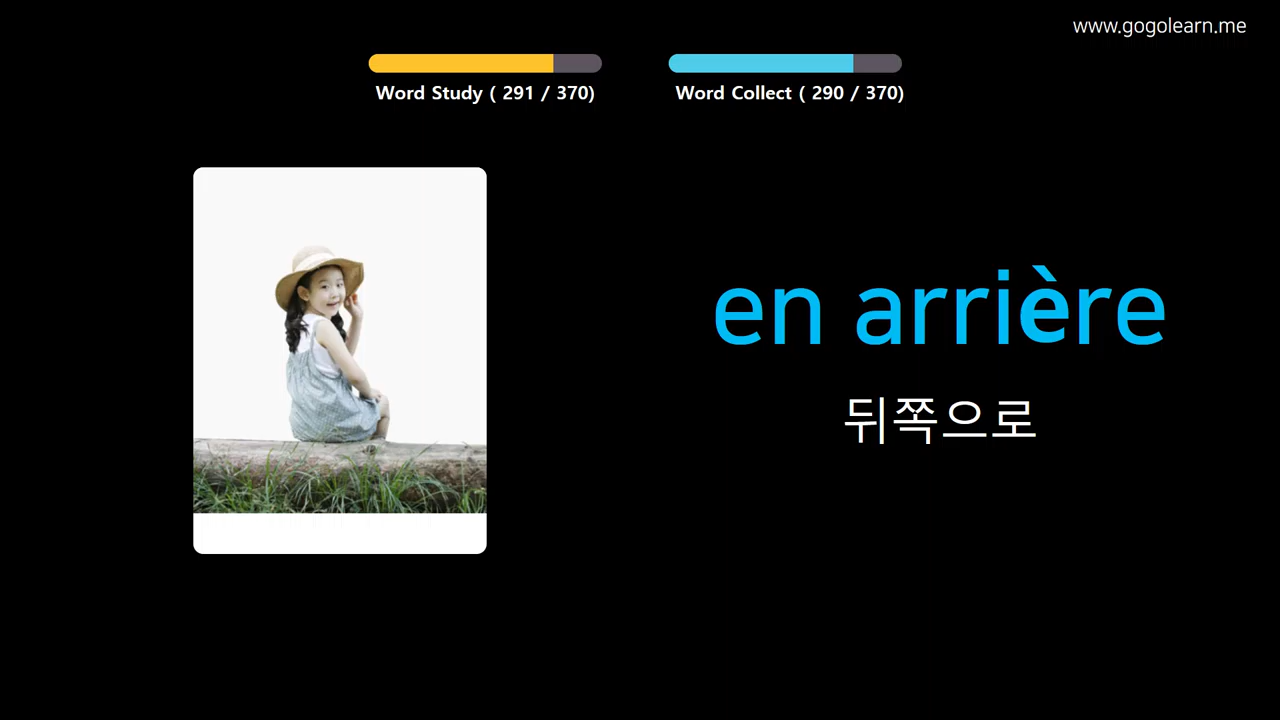 www.gogolearn.me
Word Study ( 291 / 370)
Word Collect ( 290 / 370)
en arrière
뒤쪽으로